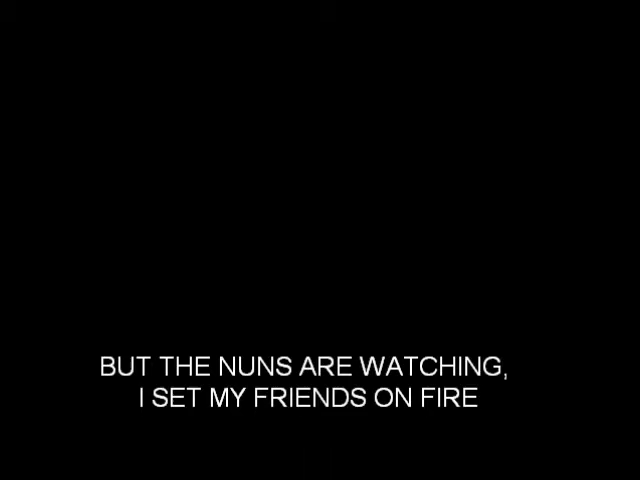 BUT THE NUNS ARE WATCHING,
I SET MY FRIENDS ON FIRE